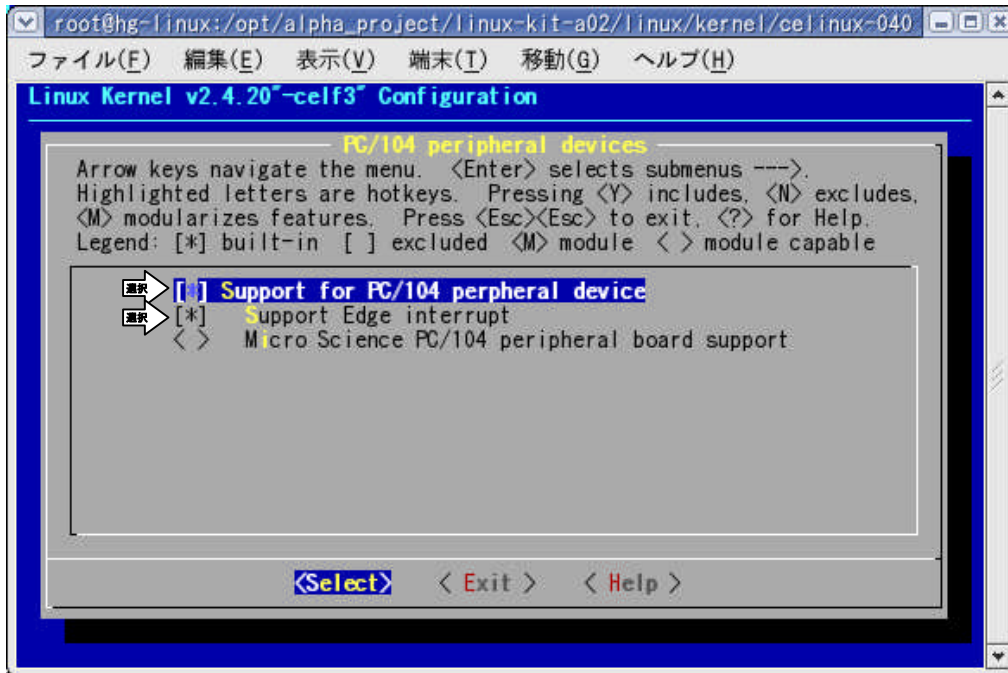 root@hg-linux:/opt/alpha_project/linux-kit-a02/linux/kernel/celinux-040
ファイル(F) 編集(E) 表示(V) 端末(T) 移動(G) ヘルプ(H)
Linux Kernel v2.4.20"-celf3" Configuration
PC/104 peripheral devices
Arrow keys navigate the menu. <Enter> selects submenus --->.
Highlighted letters are hotkeys. Pressing <Y> includes, <N> excludes,
<M> modularizes features. Press <Esc><Esc> to exit, <?> for Help.
Legend: [*] built-in [ ] excluded <M> module < > module capable
選択 [*] Support for PC/104 perpheral device
選択 [*] Support Edge interrupt
< > Micro Science PC/104 peripheral board support
<Select> < Exit > < Help >